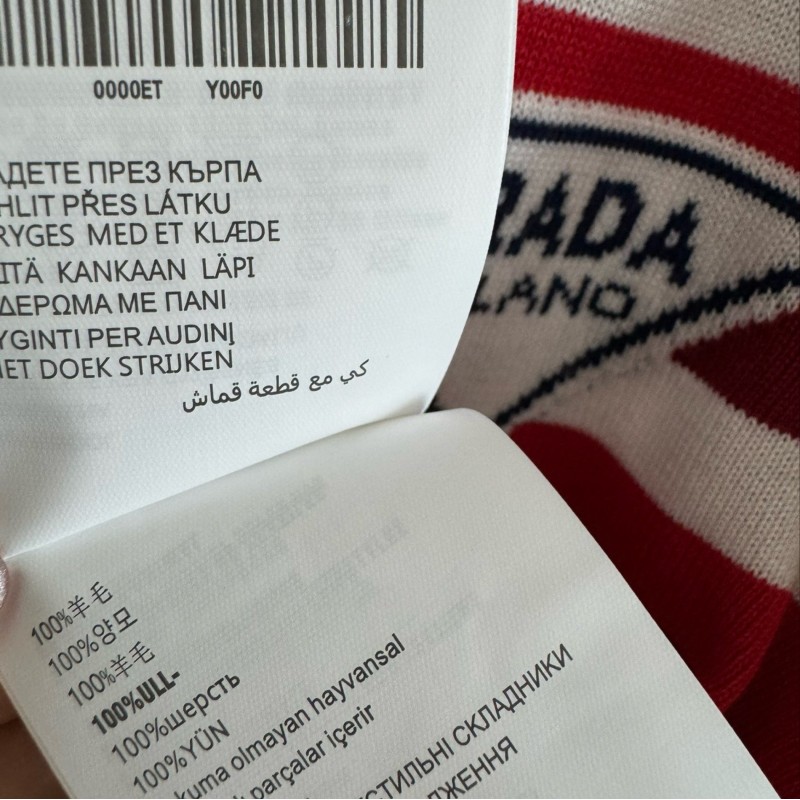 0000ET Y00F0
АДЕТЕ ПРЕЗ КЪРПА
HLIT PŘES LÁTKU
RYGES MED ET KLÆDE
ITÄ KANKAAN LÄPI
ΔΕΡΩΜΑ ΜΕ ΠΑΝΙ
YGINTI PER AUDINĮ
IET DOEK STRIJKEN
كي مع قطعة قماش
RADA
LANO
100%羊毛
100%양모
100%羊毛
100%ULL-
100%шерсть
100%YÜN
kuma olmayan hayvansal
parçalar içerir
СТИЛЬНІ СКЛАДНИКИ
ДЖЕННЯ